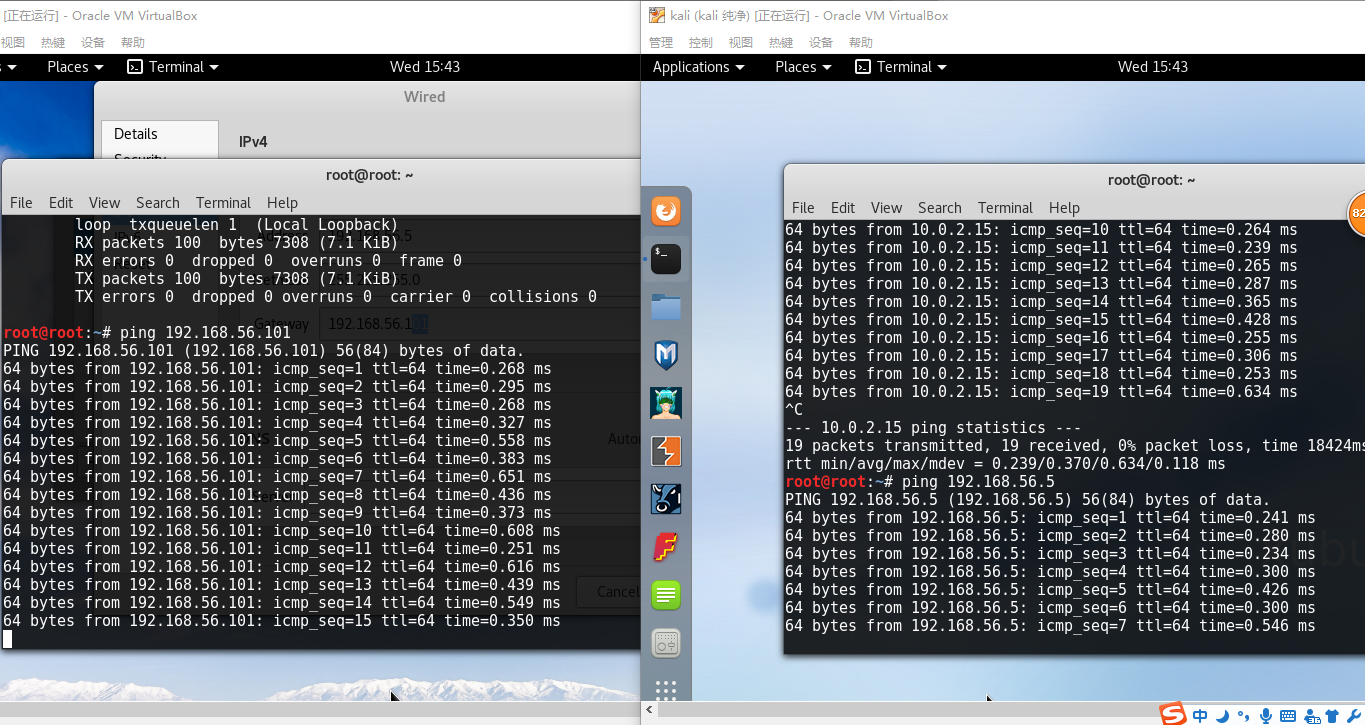 [正在运行] - Oracle VM VirtualBox
视图 热键 设备 帮助
Places Terminal Wed 15:43
Wired
Details
IPv4
root@root: ~
File Edit View Search Terminal Help
loop txqueuelen 1 (Local Loopback)
RX packets 100 bytes 7308 (7.1 KiB)
RX errors 0 dropped 0 overruns 0 frame 0
TX packets 100 bytes 7308 (7.1 KiB)
TX errors 0 dropped 0 overruns 0 carrier 0 collisions 0
Gateway 192.168.56.101
root@root:~# ping 192.168.56.101
PING 192.168.56.101 (192.168.56.101) 56(84) bytes of data.
64 bytes from 192.168.56.101: icmp_seq=1 ttl=64 time=0.268 ms
64 bytes from 192.168.56.101: icmp_seq=2 ttl=64 time=0.295 ms
64 bytes from 192.168.56.101: icmp_seq=3 ttl=64 time=0.268 ms
64 bytes from 192.168.56.101: icmp_seq=4 ttl=64 time=0.327 ms
64 bytes from 192.168.56.101: icmp_seq=5 ttl=64 time=0.558 ms
64 bytes from 192.168.56.101: icmp_seq=6 ttl=64 time=0.383 ms
64 bytes from 192.168.56.101: icmp_seq=7 ttl=64 time=0.651 ms
64 bytes from 192.168.56.101: icmp_seq=8 ttl=64 time=0.436 ms
64 bytes from 192.168.56.101: icmp_seq=9 ttl=64 time=0.373 ms
64 bytes from 192.168.56.101: icmp_seq=10 ttl=64 time=0.608 ms
64 bytes from 192.168.56.101: icmp_seq=11 ttl=64 time=0.251 ms
64 bytes from 192.168.56.101: icmp_seq=12 ttl=64 time=0.616 ms
64 bytes from 192.168.56.101: icmp_seq=13 ttl=64 time=0.439 ms
64 bytes from 192.168.56.101: icmp_seq=14 ttl=64 time=0.549 ms
64 bytes from 192.168.56.101: icmp_seq=15 ttl=64 time=0.350 ms
Cancel
kali (kali 纯净) [正在运行] - Oracle VM VirtualBox
管理 控制 视图 热键 设备 帮助
Applications Places Terminal Wed 15:43
root@root: ~
File Edit View Search Terminal Help
82
64 bytes from 10.0.2.15: icmp_seq=10 ttl=64 time=0.264 ms
64 bytes from 10.0.2.15: icmp_seq=11 ttl=64 time=0.239 ms
64 bytes from 10.0.2.15: icmp_seq=12 ttl=64 time=0.265 ms
64 bytes from 10.0.2.15: icmp_seq=13 ttl=64 time=0.287 ms
64 bytes from 10.0.2.15: icmp_seq=14 ttl=64 time=0.365 ms
64 bytes from 10.0.2.15: icmp_seq=15 ttl=64 time=0.428 ms
64 bytes from 10.0.2.15: icmp_seq=16 ttl=64 time=0.255 ms
64 bytes from 10.0.2.15: icmp_seq=17 ttl=64 time=0.306 ms
64 bytes from 10.0.2.15: icmp_seq=18 ttl=64 time=0.253 ms
64 bytes from 10.0.2.15: icmp_seq=19 ttl=64 time=0.634 ms
^C
--- 10.0.2.15 ping statistics ---
19 packets transmitted, 19 received, 0% packet loss, time 18424ms
rtt min/avg/max/mdev = 0.239/0.370/0.634/0.118 ms
root@root:~# ping 192.168.56.5
PING 192.168.56.5 (192.168.56.5) 56(84) bytes of data.
64 bytes from 192.168.56.5: icmp_seq=1 ttl=64 time=0.241 ms
64 bytes from 192.168.56.5: icmp_seq=2 ttl=64 time=0.280 ms
64 bytes from 192.168.56.5: icmp_seq=3 ttl=64 time=0.234 ms
64 bytes from 192.168.56.5: icmp_seq=4 ttl=64 time=0.300 ms
64 bytes from 192.168.56.5: icmp_seq=5 ttl=64 time=0.426 ms
64 bytes from 192.168.56.5: icmp_seq=6 ttl=64 time=0.300 ms
64 bytes from 192.168.56.5: icmp_seq=7 ttl=64 time=0.546 ms
中